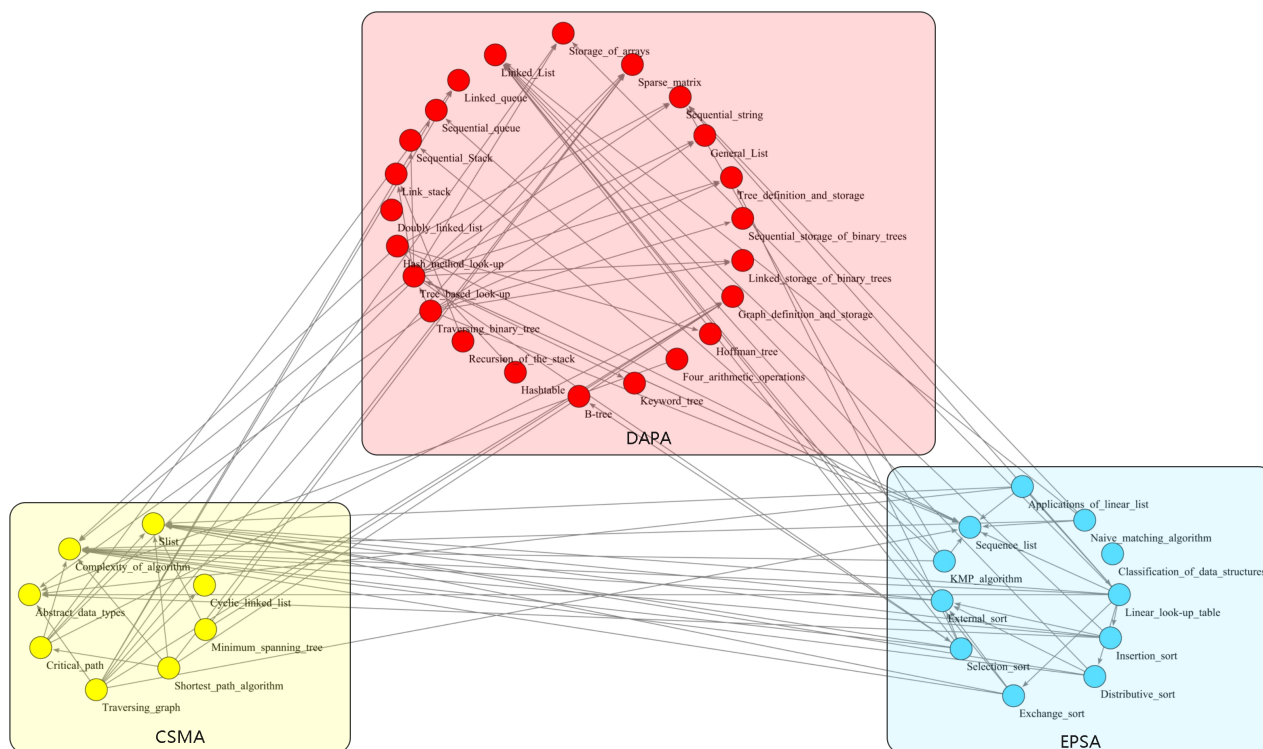 Storage_of_arrays
Linked_List
Sparse_matrix
Linked_queue
Sequential_string
Sequential_queue
General_List
Sequential_Stack
Link_stack
Tree_definition_and_storage
Doubly_linked_list
Sequential_storage_of_binary_trees
Hash_method_look-up
Linked_storage_of_binary_trees
Tree_based_look-up
Graph_definition_and_storage
Traversing_binary_tree
Hoffman_tree
Recursion_of_the_stack
Four_arithmetic_operations
Hashtable
Keyword_tree
B-tree
DAPA
Slist
Complexity_of_algorithm
Cyclic_linked_list
Abstract_data_types
Minimum_spanning_tree
Critical_path
Shortest_path_algorithm
Traversing_graph
CSMA
Applications_of_linear_list
Naive_matching_algorithm
Sequence_list
Classification_of_data_structures
KMP_algorithm
Linear_look-up_table
External_sort
Insertion_sort
Selection_sort
Distributive_sort
Exchange_sort
EPSA